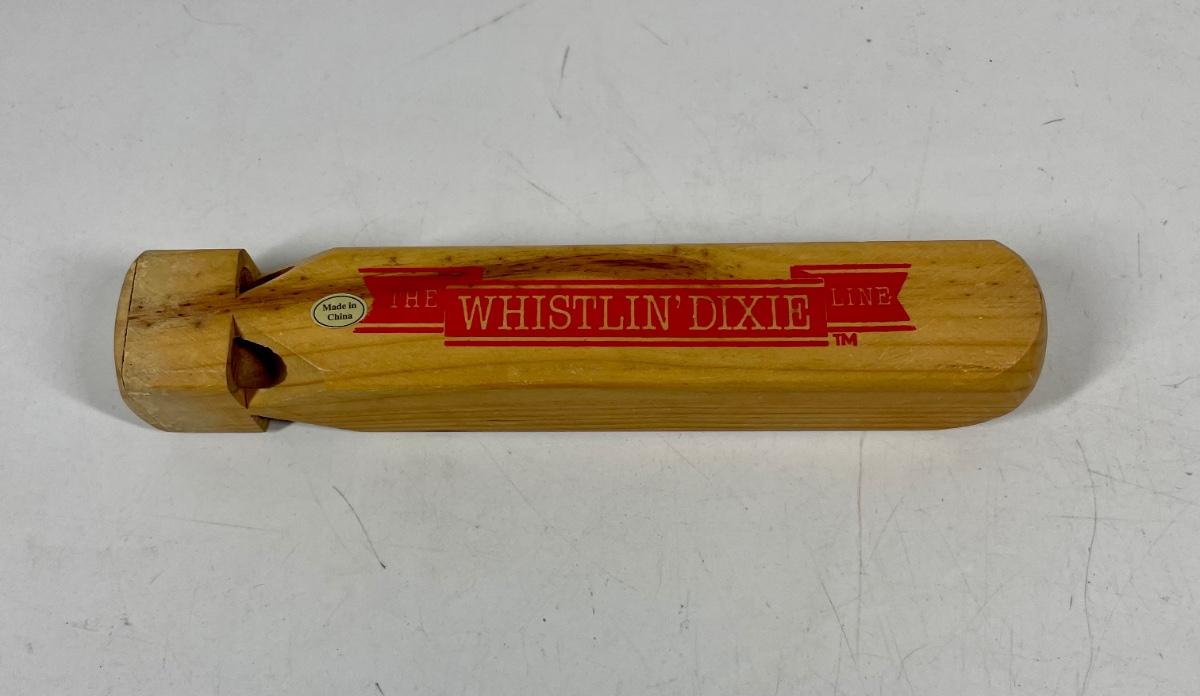 Made in
China
THE WHISTLIN' DIXIE LINE
TM